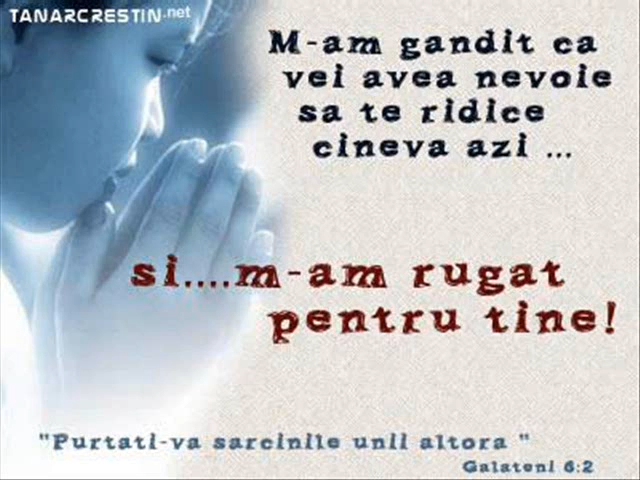 TANARCRESTIN.net
M-am gandit ca
vei avea nevoie
sa te ridice
cineva azi ...
si....m-am rugat
pentru tine!
"Purtati-va sarcinile unii altora "
Galateni 6:2